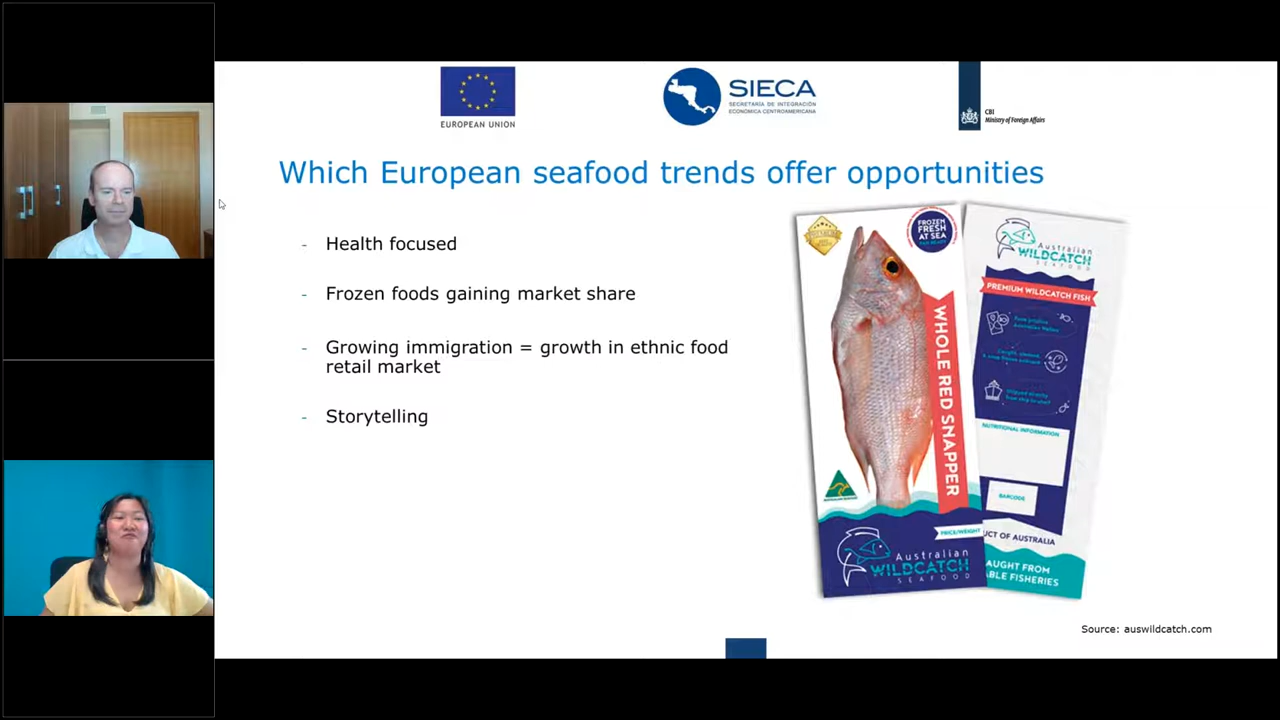 EUROPEAN UNION
SIECA
SECRETARÍA DE INTEGRACIÓN
ECONÓMICA CENTROAMERICANA
CBI
Ministry of Foreign Affairs
Which European seafood trends offer opportunities
- Health focused
- Frozen foods gaining market share
- Growing immigration = growth in ethnic food
retail market
- Storytelling
FROZEN
FRESH
AT SEA
WHOLE RED SNAPPER
PRICE/WEIGHT
Australian
WILDCATCH
SEAFOOD
Australian
WILDCATCH
SEAFOOD
PREMIUM WILDCATCH FISH
NUTRITIONAL INFORMATION
BARCODE
UCT OF AUSTRALIA
AUGHT FROM
ABLE FISHERIES
Source: auswildcatch.com